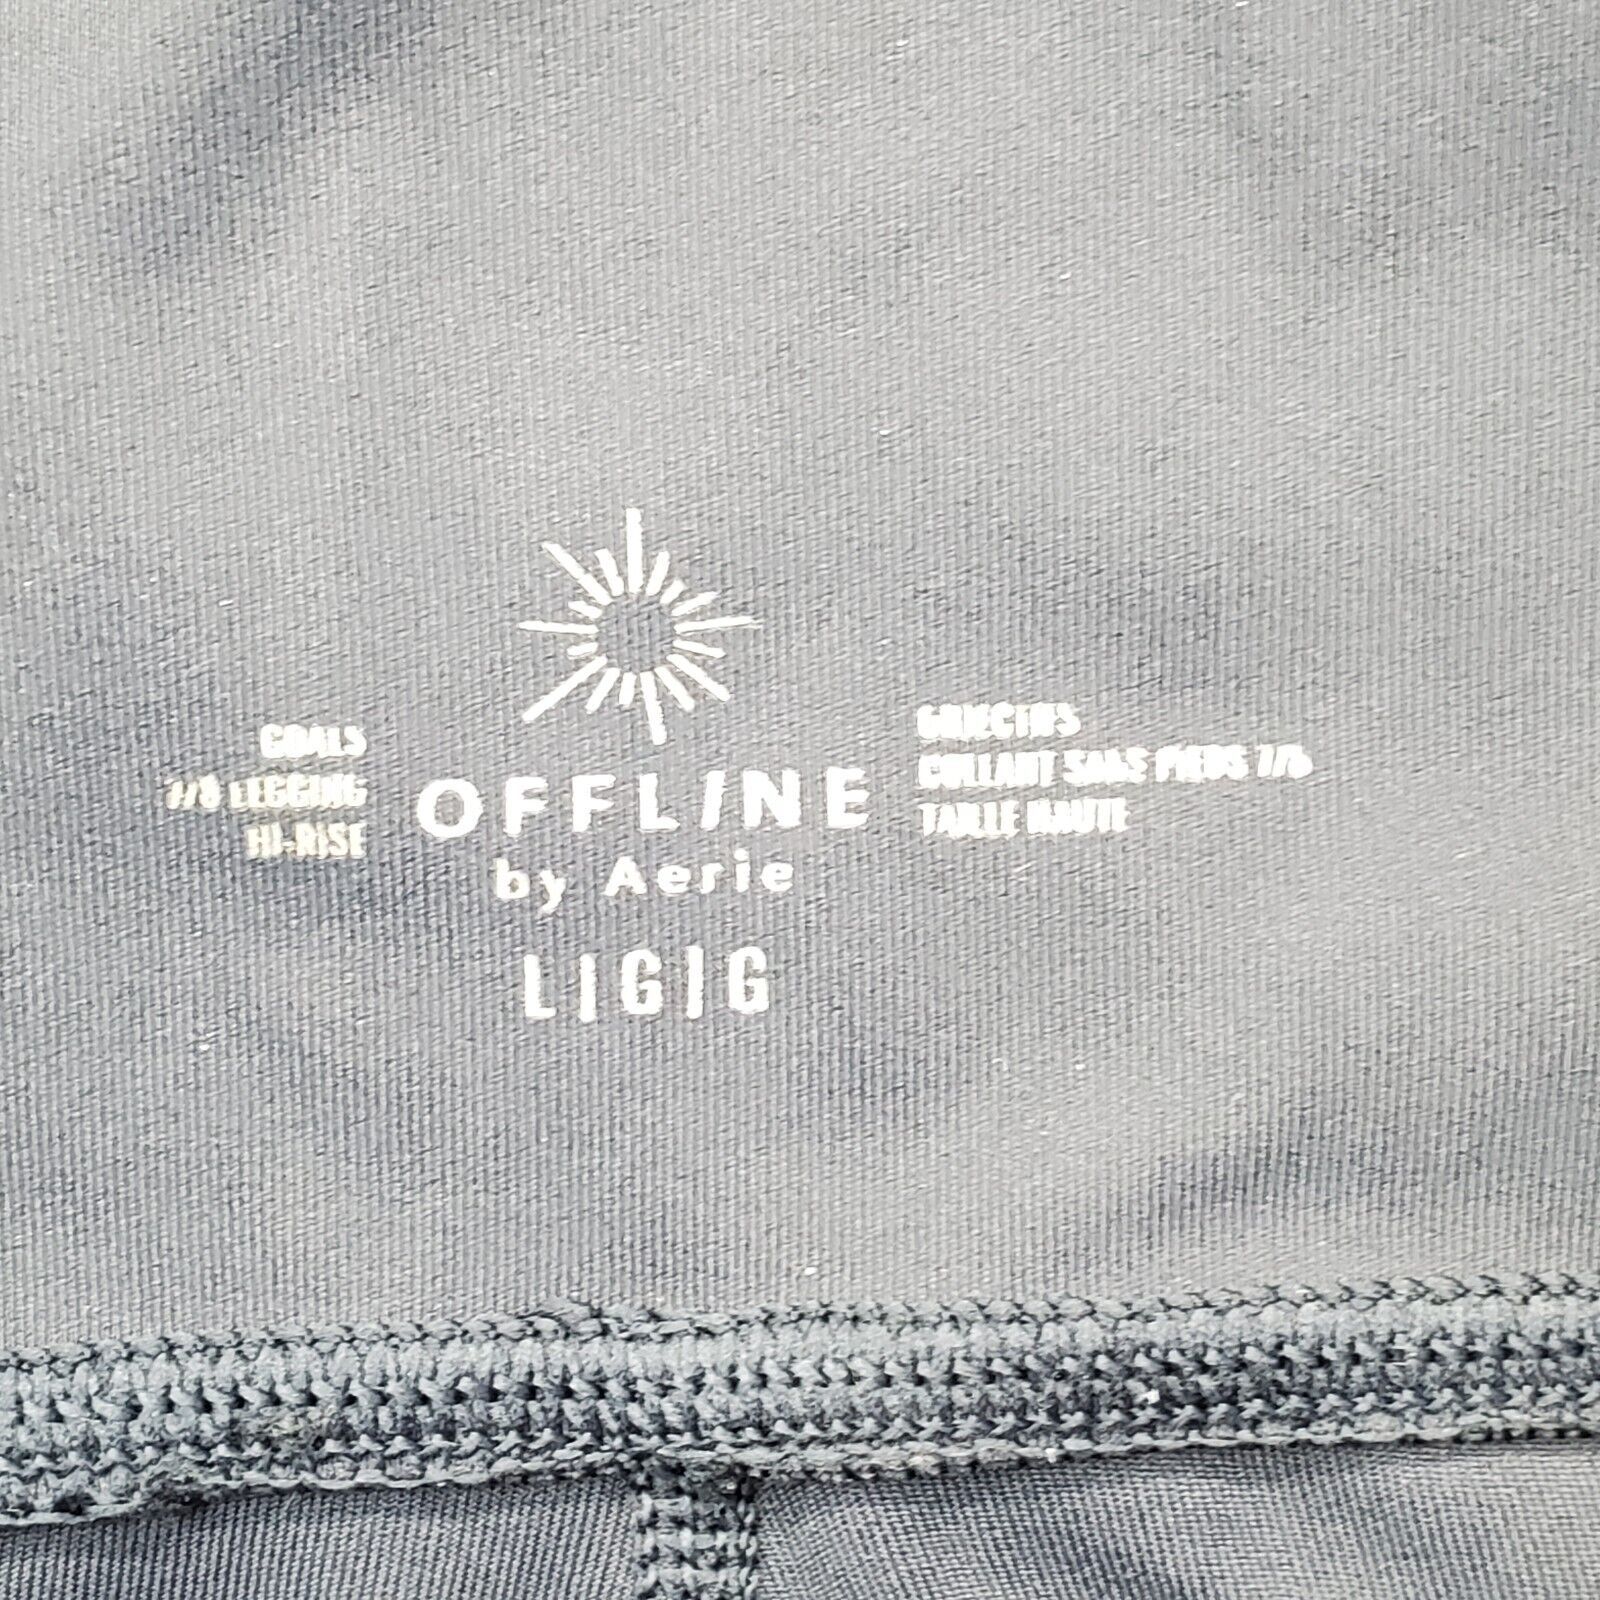 GOALS
7/8 LEGGING
HI-RISE
OFFLINE
by Aerie
L|G|G
OBJECTIFS
COLLANT SANS PIEDS 7/8
TAILLE HAUTE